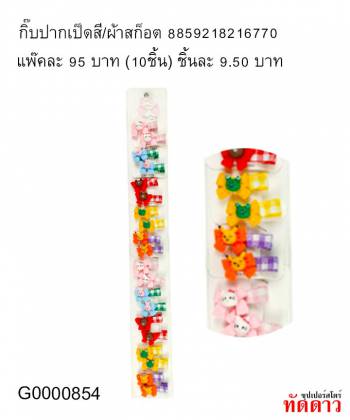 กิ๊บปากเป็ดสี/ผ้าสก็อต 8859218216770
แพ๊คละ 95 บาท (10ชิ้น) ชิ้นละ 9.50 บาท
G0000854
ซุปเปอร์สโตร์
ทัดดาว